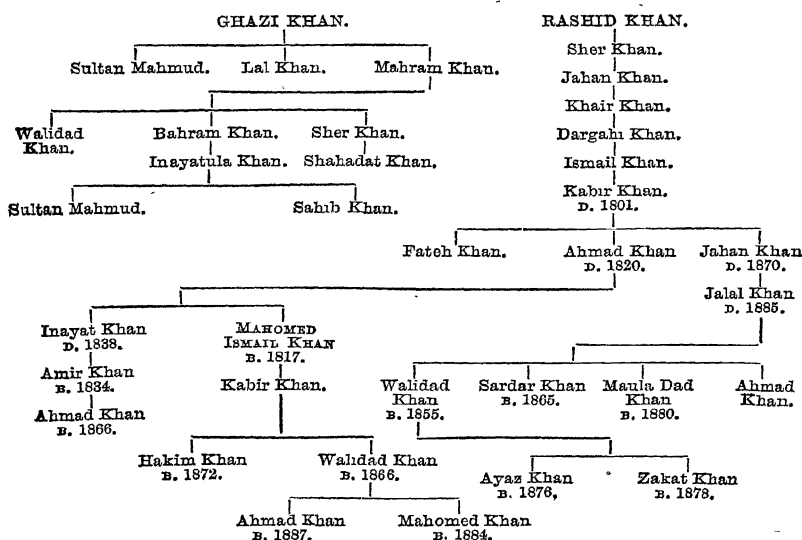 GHAZI KHAN. RASHID KHAN.
Sher Khan.
Sultan Mahmud. Lal Khan. Mahram Khan. Jahan Khan.
Khair Khan.
Walidad Khan. Bahram Khan. Sher Khan. Dargahi Khan.
Inayatula Khan. Shahadat Khan. Ismail Khan.
Kabir Khan.
D. 1801.
Sultan Mahmud. Sahib Khan.
Fateh Khan. Ahmad Khan Jahan Khan
D. 1820. D. 1870.
Jalal Khan
D. 1885.
Inayat Khan MAHOMED
D. 1838. ISMAIL KHAN
B. 1817.
Amir Khan Kabir Khan. Walidad Sardar Khan Maula Dad Ahmad
B. 1834. Khan B. 1865. Khan Khan.
B. 1855. B. 1880.
Ahmad Khan
B. 1866.
Hakim Khan Walidad Khan
B. 1872. B. 1866.
Ayaz Khan Zakat Khan
B. 1876, B. 1878.
Ahmad Khan Mahomed Khan
B. 1887. B. 1884.